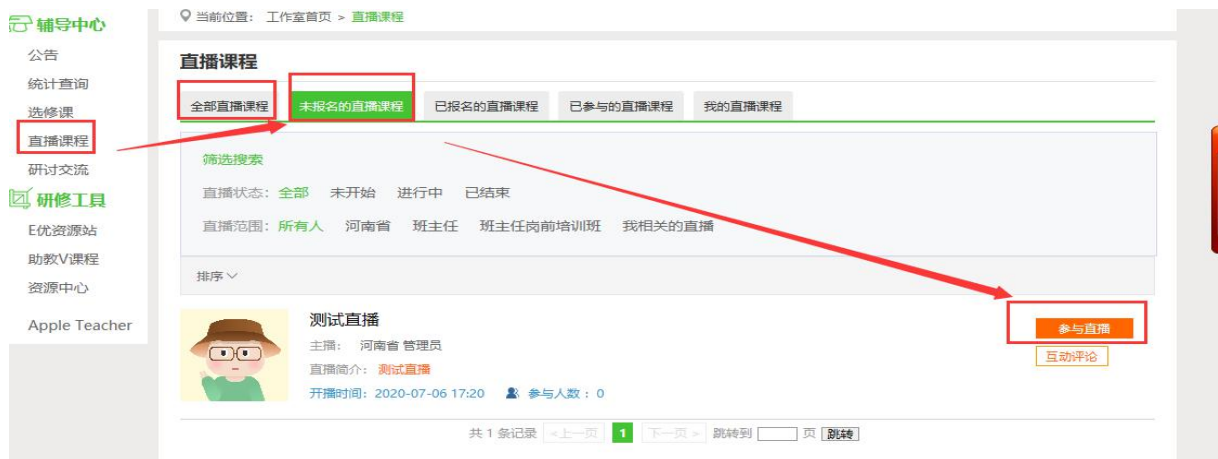 辅导中心
公告
统计查询
选修课
直播课程
研讨交流
研修工具
E优资源站
助教V课程
资源中心
Apple Teacher
当前位置： 工作室首页 > 直播课程
直播课程
全部直播课程 未报名的直播课程 已报名的直播课程 已参与的直播课程 我的直播课程
筛选搜索
直播状态：全部 未开始 进行中 已结束
直播范围：所有人 河南省 班主任 班主任岗前培训班 我相关的直播
排序
测试直播
主播： 河南省 管理员
直播简介： 测试直播
开播时间：2020-07-06 17:20 参与人数：0
参与直播
互动评论
共 1 条记录 <上一页 1 下一页> 跳转到 页 跳转